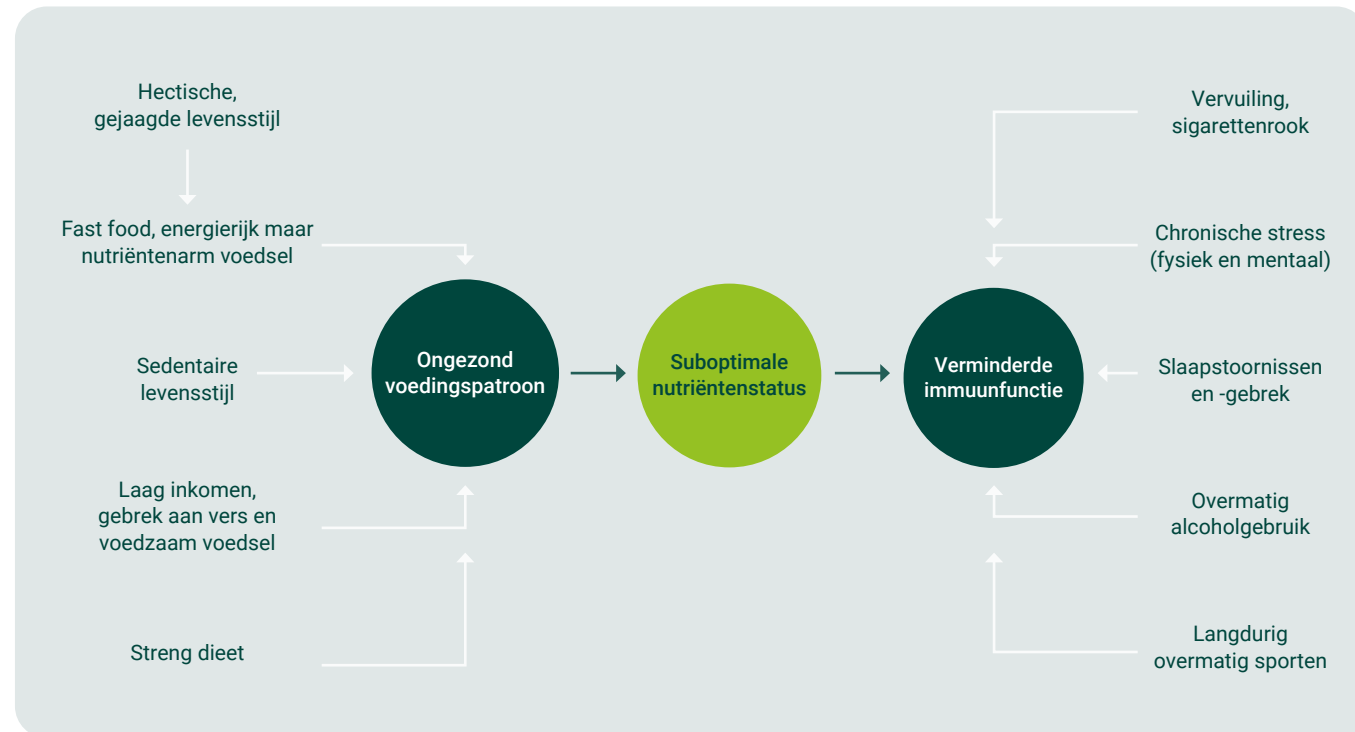 Hectische,
gejaagde levensstijl
Fast food, energierijk maar
nutriëntenarm voedsel
Sedentaire
levensstijl
Laag inkomen,
gebrek aan vers en
voedzaam voedsel
Streng dieet
Ongezond
voedingspatroon
Suboptimale
nutriëntenstatus
Verminderde
immuunfunctie
Vervuiling,
sigarettenrook
Chronische stress
(fysiek en mentaal)
Slaapstoornissen
en -gebrek
Overmatig
alcoholgebruik
Langdurig
overmatig sporten